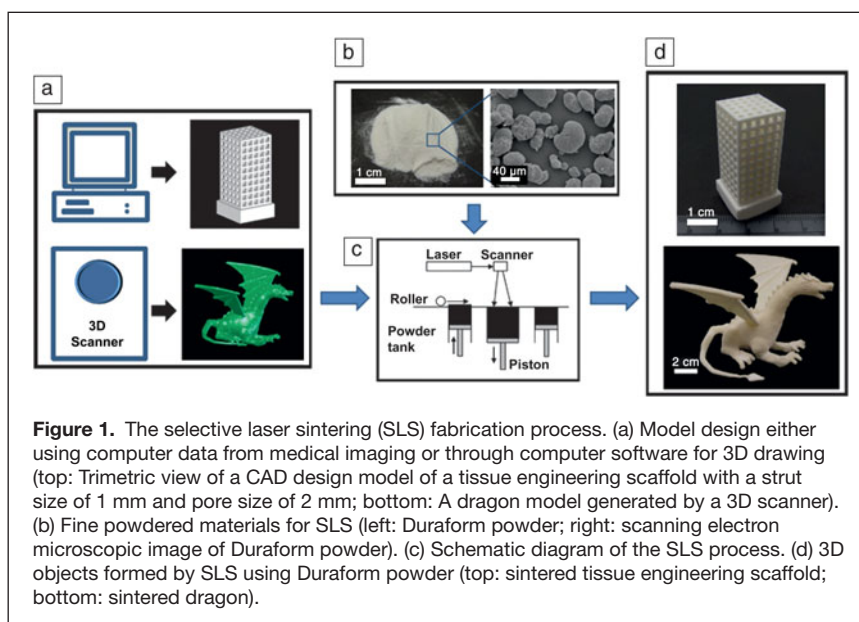 a
3D
Scanner
b
1 cm
40 µm
c
Laser Scanner
Roller
Powder
tank
Piston
d
1 cm
2 cm
Figure 1. The selective laser sintering (SLS) fabrication process. (a) Model design either
using computer data from medical imaging or through computer software for 3D drawing
(top: Trimetric view of a CAD design model of a tissue engineering scaffold with a strut
size of 1 mm and pore size of 2 mm; bottom: A dragon model generated by a 3D scanner).
(b) Fine powdered materials for SLS (left: Duraform powder; right: scanning electron
microscopic image of Duraform powder). (c) Schematic diagram of the SLS process. (d) 3D
objects formed by SLS using Duraform powder (top: sintered tissue engineering scaffold;
bottom: sintered dragon).